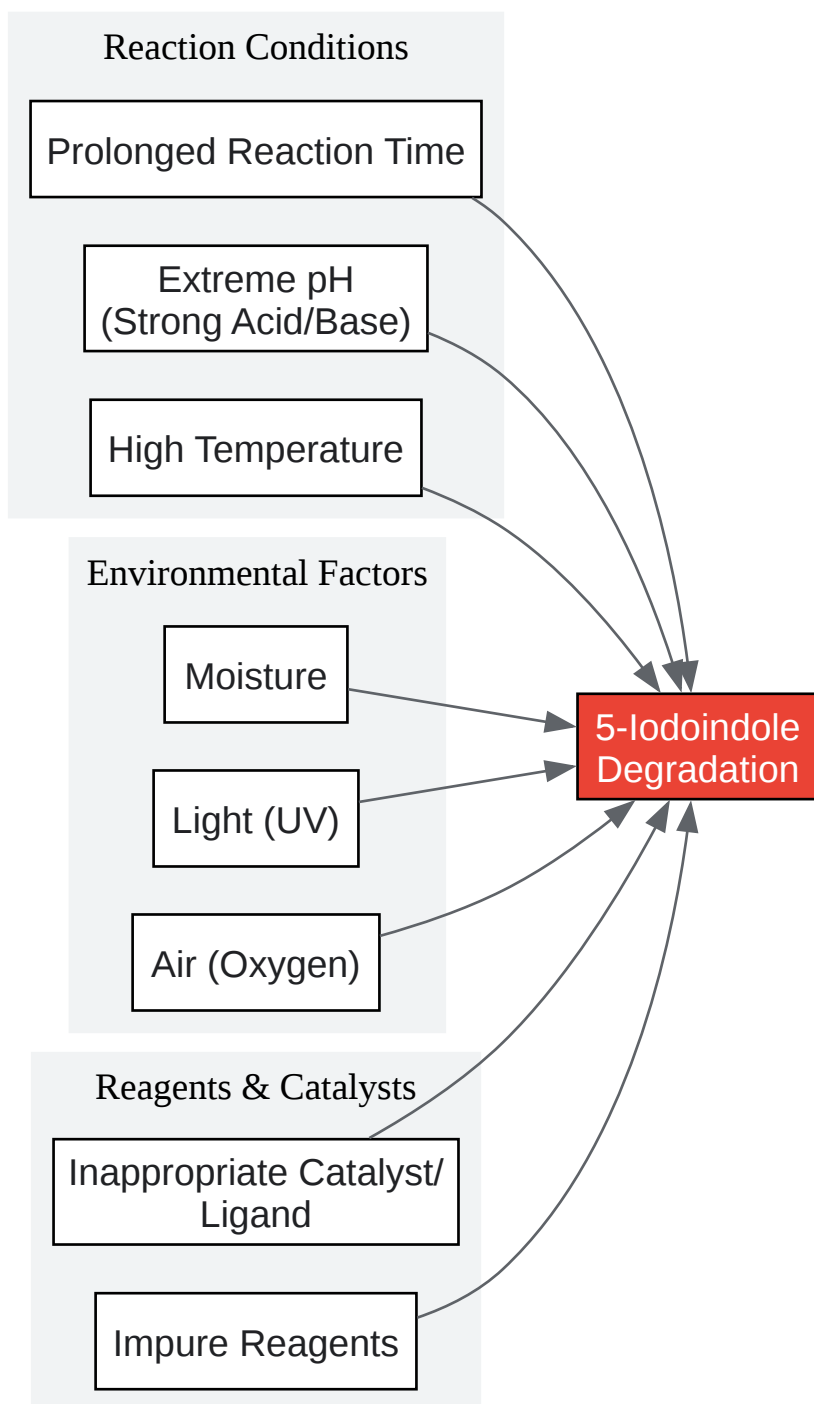 Reaction Conditions
Prolonged Reaction Time
Extreme pH
(Strong Acid/Base)
High Temperature
Environmental Factors
Moisture
Light (UV)
Air (Oxygen)
Reagents & Catalysts
Inappropriate Catalyst/
Ligand
Impure Reagents
5-Iodoindole
Degradation